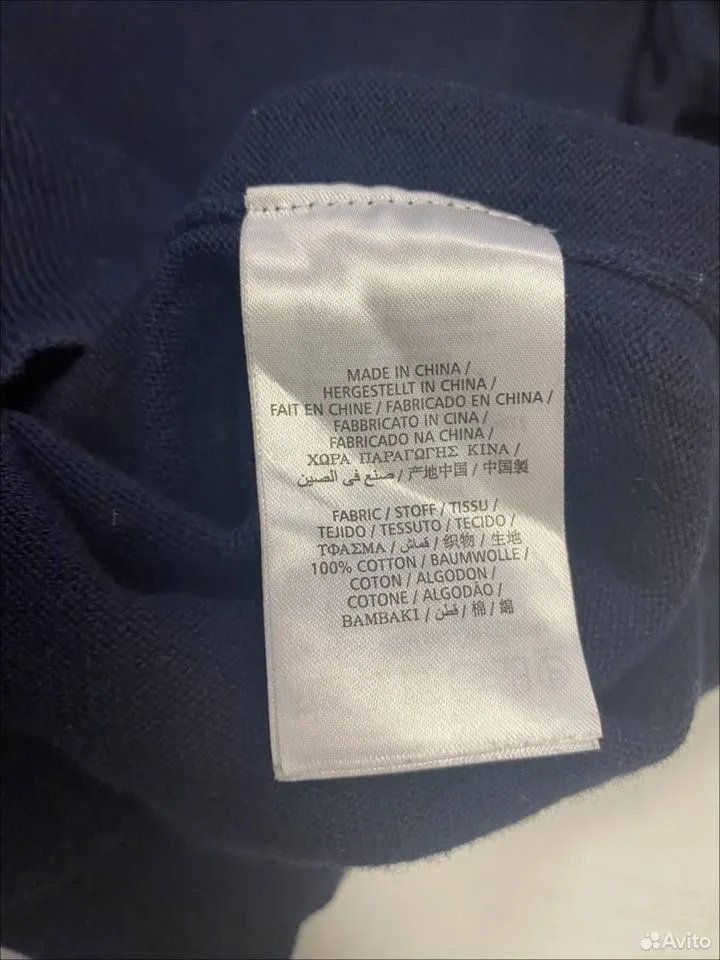 MADE IN CHINA /
HERGESTELLT IN CHINA /
FAIT EN CHINE / FABRICADO EN CHINA /
FABBRICATO IN CINA /
FABRICADO NA CHINA /
ΧΩΡΑ ΠΑΡΑΓΩΓΗΣ ΚΙΝΑ /
صنع في الصين / 产地中国 / 中国製
FABRIC / STOFF / TISSU /
TEJIDO / TESSUTO / TECIDO /
ΤΦΑΣΜΑ / قماش / 织物 / 生地
100% COTTON / BAUMWOLLE /
COTON / ALGODON /
COTONE / ALGODÃO /
ΒΑΜΒΑΚΙ / قطن / 棉 / 綿
Avito